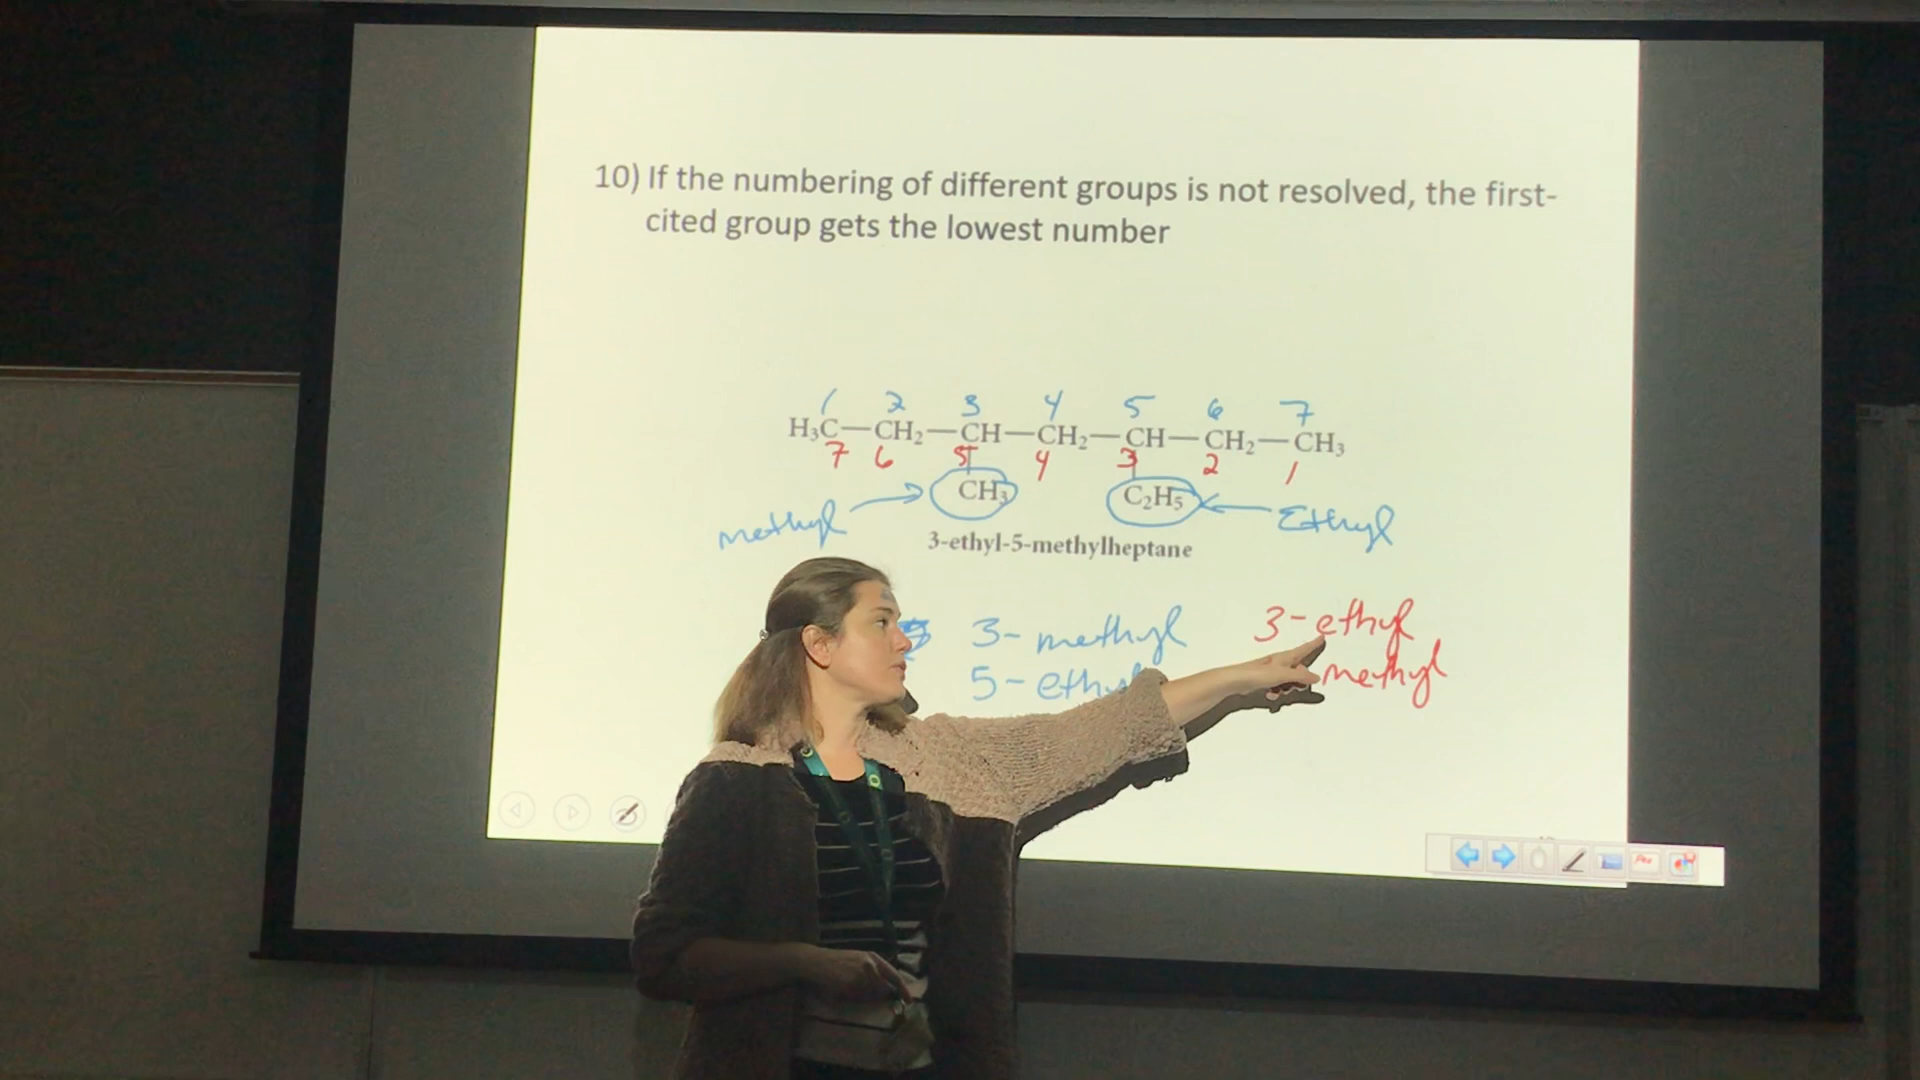 10) If the numbering of different groups is not resolved, the first-
cited group gets the lowest number
1 2 3 4 5 6 7
H₃C—CH₂—CH—CH₂—CH—CH₂—CH₃
7 6 5 4 3 2 1
CH₃ C₂H₅
methyl Ethyl
3-ethyl-5-methylheptane
3-methyl 3-ethyl
5-ethyl methyl